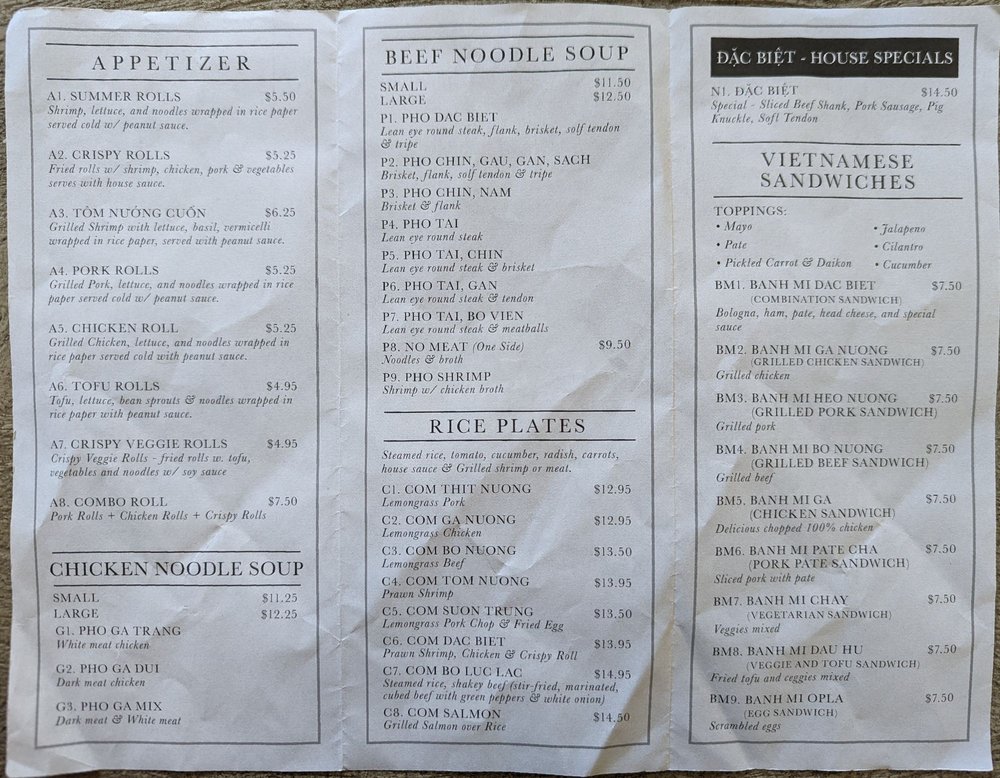 APPETIZER
A1. SUMMER ROLLS $5.50
Shrimp, lettuce, and noodles wrapped in rice paper
served cold w/ peanut sauce.
A2. CRISPY ROLLS $5.25
Fried rolls w/ shrimp, chicken, pork & vegetables
serves with house sauce.
A3. TÔM NƯỚNG CUỐN $6.25
Grilled Shrimp with lettuce, basil, vermicelli
wrapped in rice paper, served with peanut sauce.
A4. PORK ROLLS $5.25
Grilled Pork, lettuce, and noodles wrapped in rice
paper served cold w/ peanut sauce.
A5. CHICKEN ROLL $5.25
Grilled Chicken, lettuce, and noodles wrapped in
rice paper served cold with peanut sauce.
A6. TOFU ROLLS $4.95
Tofu, lettuce, bean sprouts & noodles wrapped in
rice paper with peanut sauce.
A7. CRISPY VEGGIE ROLLS $4.95
Crispy Veggie Rolls - fried rolls w. tofu,
vegetables and noodles w/ soy sauce
A8. COMBO ROLL $7.50
Pork Rolls + Chicken Rolls + Crispy Rolls
CHICKEN NOODLE SOUP
SMALL $11.25
LARGE $12.25
G1. PHO GA TRANG
White meat chicken
G2. PHO GA DUI
Dark meat chicken
G3. PHO GA MIX
Dark meat & White meat
BEEF NOODLE SOUP
SMALL $11.50
LARGE $12.50
P1. PHO DAC BIET
Lean eye round steak, flank, brisket, solf tendon
& tripe
P2. PHO CHIN, GAU, GAN, SACH
Brisket, flank, solf tendon & tripe
P3. PHO CHIN, NAM
Brisket & flank
P4. PHO TAI
Lean eye round steak
P5. PHO TAI, CHIN
Lean eye round steak & brisket
P6. PHO TAI, GAN
Lean eye round steak & tendon
P7. PHO TAI, BO VIEN
Lean eye round steak & meatballs
P8. NO MEAT (One Side) $9.50
Noodles & broth
P9. PHO SHRIMP
Shrimp w/ chicken broth
RICE PLATES
Steamed rice, tomato, cucumber, radish, carrots,
house sauce & Grilled shrimp or meat.
C1. COM THIT NUONG $12.95
Lemongrass Pork
C2. COM GA NUONG $12.95
Lemongrass Chicken
C3. COM BO NUONG $13.50
Lemongrass Beef
C4. COM TOM NUONG $13.95
Prawn Shrimp
C5. COM SUON TRUNG $13.50
Lemongrass Pork Chop & Fried Egg
C6. COM DAC BIET $13.95
Prawn Shrimp, Chicken & Crispy Roll
C7. COM BO LUC LAC $14.95
Steamed rice, shakey beef (stir-fried, marinated,
cubed beef with green peppers & white onion)
C8. COM SALMON $14.50
Grilled Salmon over Rice
ĐẶC BIỆT - HOUSE SPECIALS
N1. ĐẶC BIỆT $14.50
Special - Sliced Beef Shank, Pork Sausage, Pig
Knuckle, Soft Tendon
VIETNAMESE
SANDWICHES
TOPPINGS:
• Mayo • Jalapeno
• Pate • Cilantro
• Pickled Carrot & Daikon • Cucumber
BM1. BANH MI DAC BIET $7.50
(COMBINATION SANDWICH)
Bologna, ham, pate, head cheese, and special
sauce
BM2. BANH MI GA NUONG $7.50
(GRILLED CHICKEN SANDWICH)
Grilled chicken
BM3. BANH MI HEO NUONG $7.50
(GRILLED PORK SANDWICH)
Grilled pork
BM4. BANH MI BO NUONG $7.50
(GRILLED BEEF SANDWICH)
Grilled beef
BM5. BANH MI GA $7.50
(CHICKEN SANDWICH)
Delicious chopped 100% chicken
BM6. BANH MI PATE CHA $7.50
(PORK PATE SANDWICH)
Sliced pork with pate
BM7. BANH MI CHAY $7.50
(VEGETARIAN SANDWICH)
Veggies mixed
BM8. BANH MI DAU HU $7.50
(VEGGIE AND TOFU SANDWICH)
Fried tofu and ceggies mixed
BM9. BANH MI OPLA $7.50
(EGG SANDWICH)
Scrambled eggs